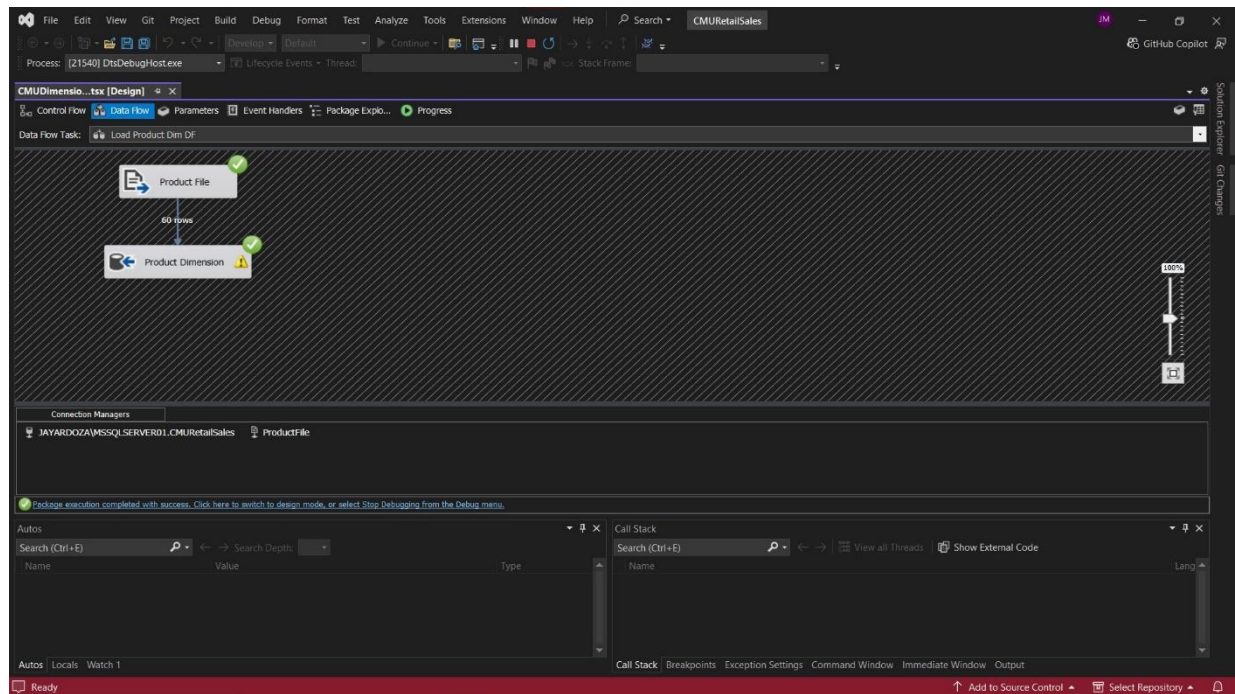 File Edit View Git Project Build Debug Format Test Analyze Tools Extensions Window Help Search CMURetailSales JM
Develop Default Continue GitHub Copilot
Process: [21540] DtsDebugHost.exe Lifecycle Events Thread: Stack Frame:
CMUDimensio...tsx [Design]
Control Flow Data Flow Parameters Event Handlers Package Explo... Progress
Data Flow Task: Load Product Dim DF
Solution Explorer
Git Changes
Product File
60 rows
Product Dimension
100%
Connection Managers
JAYARDOZA\MSSQLSERVER01.CMURetailSales ProductFile
Package execution completed with success. Click here to switch to design mode, or select Stop Debugging from the Debug menu.
Autos
Search (Ctrl+E) Search Depth:
Name Value Type
Autos Locals Watch 1
Call Stack
Search (Ctrl+E) View all Threads Show External Code
Name Lang
Call Stack Breakpoints Exception Settings Command Window Immediate Window Output
Ready Add to Source Control Select Repository